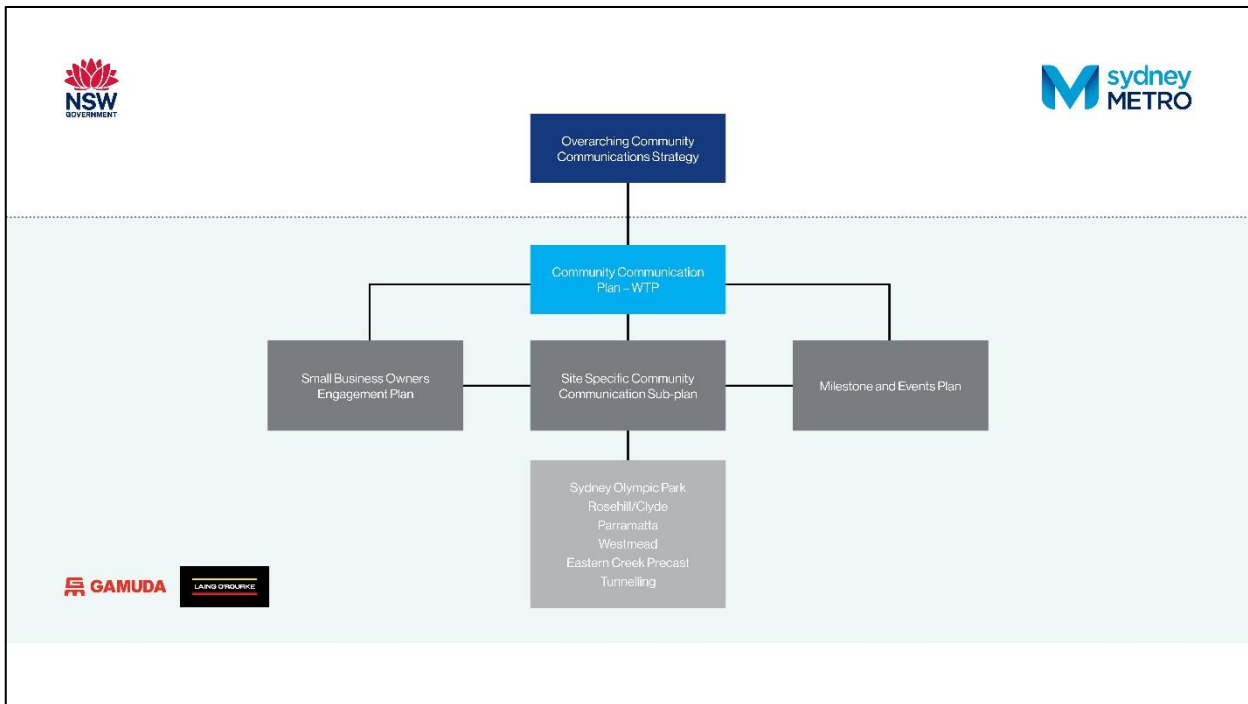 NSW
GOVERNMENT
sydney
METRO
Overarching Community
Communications Strategy
Community Communication
Plan – WTP
Small Business Owners
Engagement Plan
Site Specific Community
Communication Sub-plan
Milestone and Events Plan
Sydney Olympic Park
Rosehill/Clyde
Parramatta
Westmead
Eastern Creek Precast
Tunnelling
GAMUDA
LAING O'ROURKE